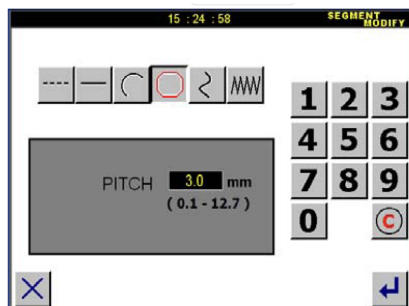 15 : 24 : 58
SEGMENT
MODIFY
1 2 3
4 5 6
PITCH 3.0 mm
( 0.1 - 12.7 )
7 8 9
0 C